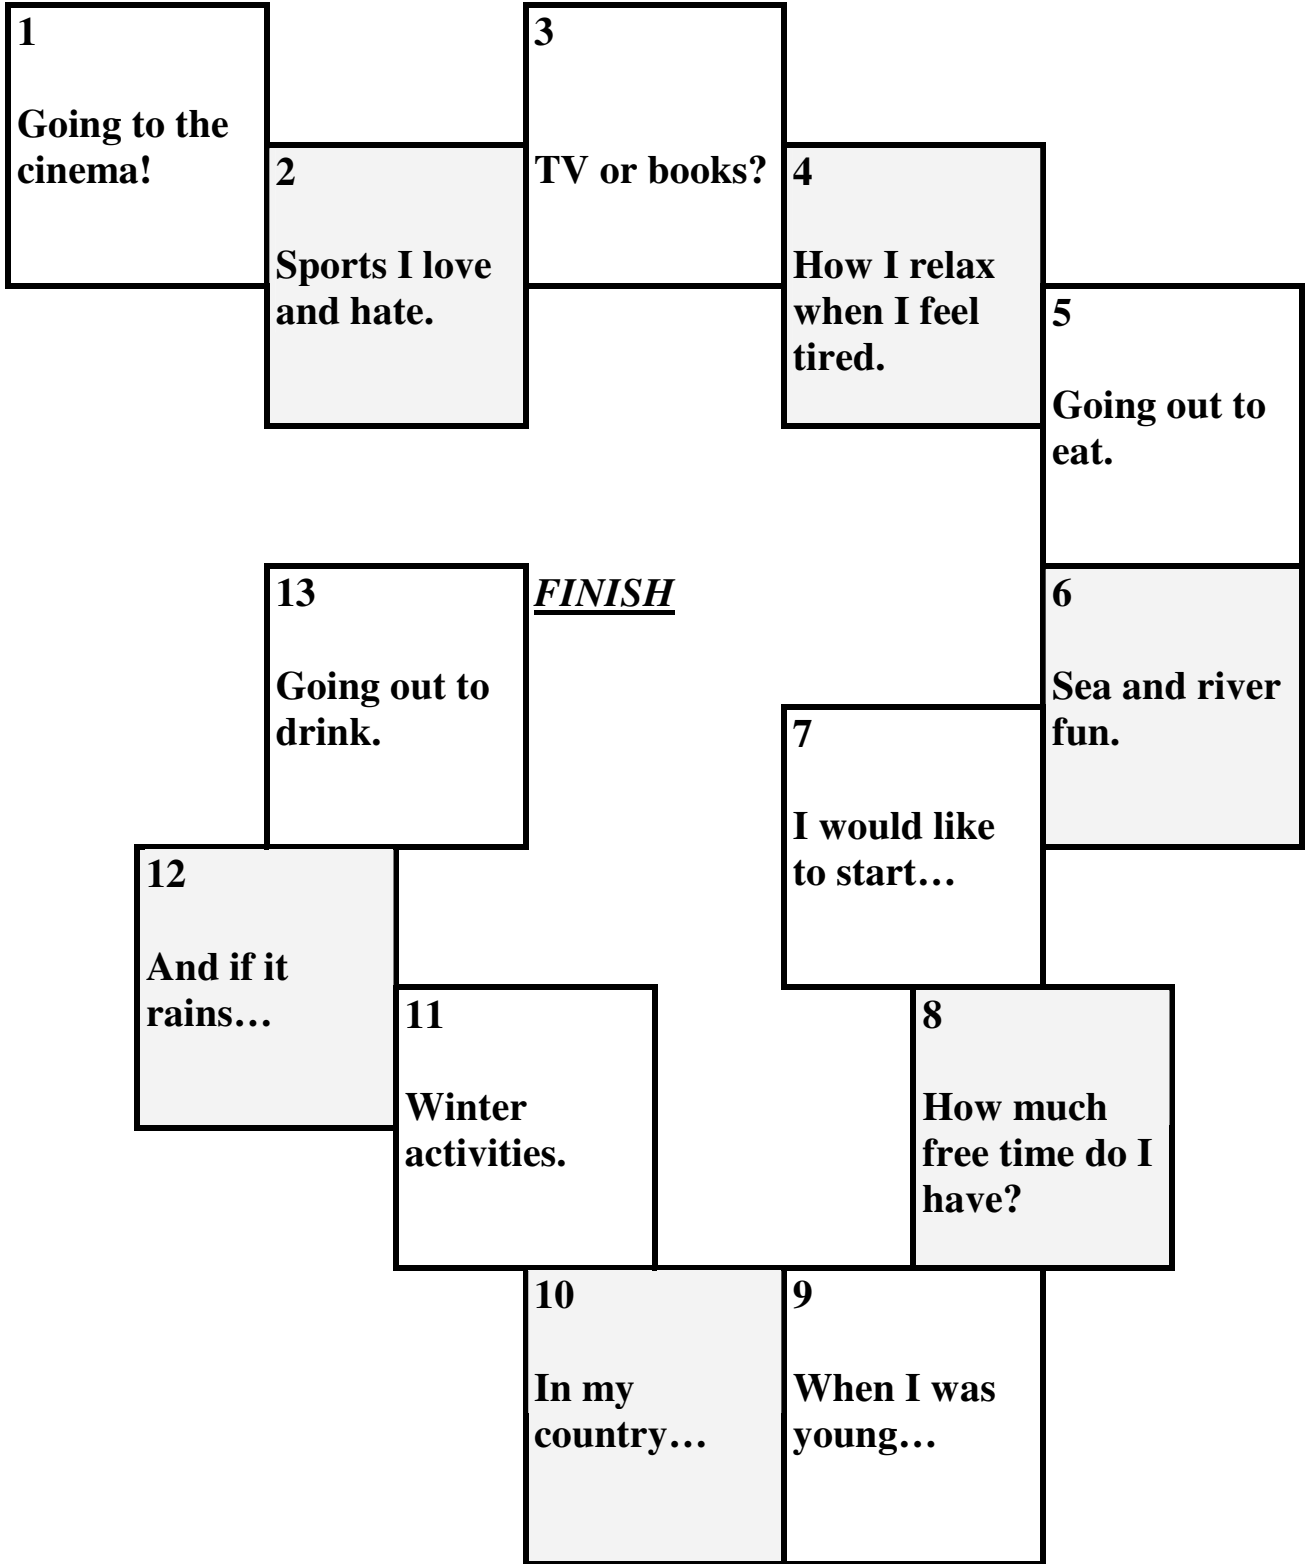 1
Going to the
cinema!
2
Sports I love
and hate.
3
TV or books?
4
How I relax
when I feel
tired.
5
Going out to
eat.
6
Sea and river
fun.
7
I would like
to start…
8
How much
free time do I
have?
9
When I was
young…
10
In my
country…
11
Winter
activities.
12
And if it
rains…
13
Going out to
drink.
FINISH